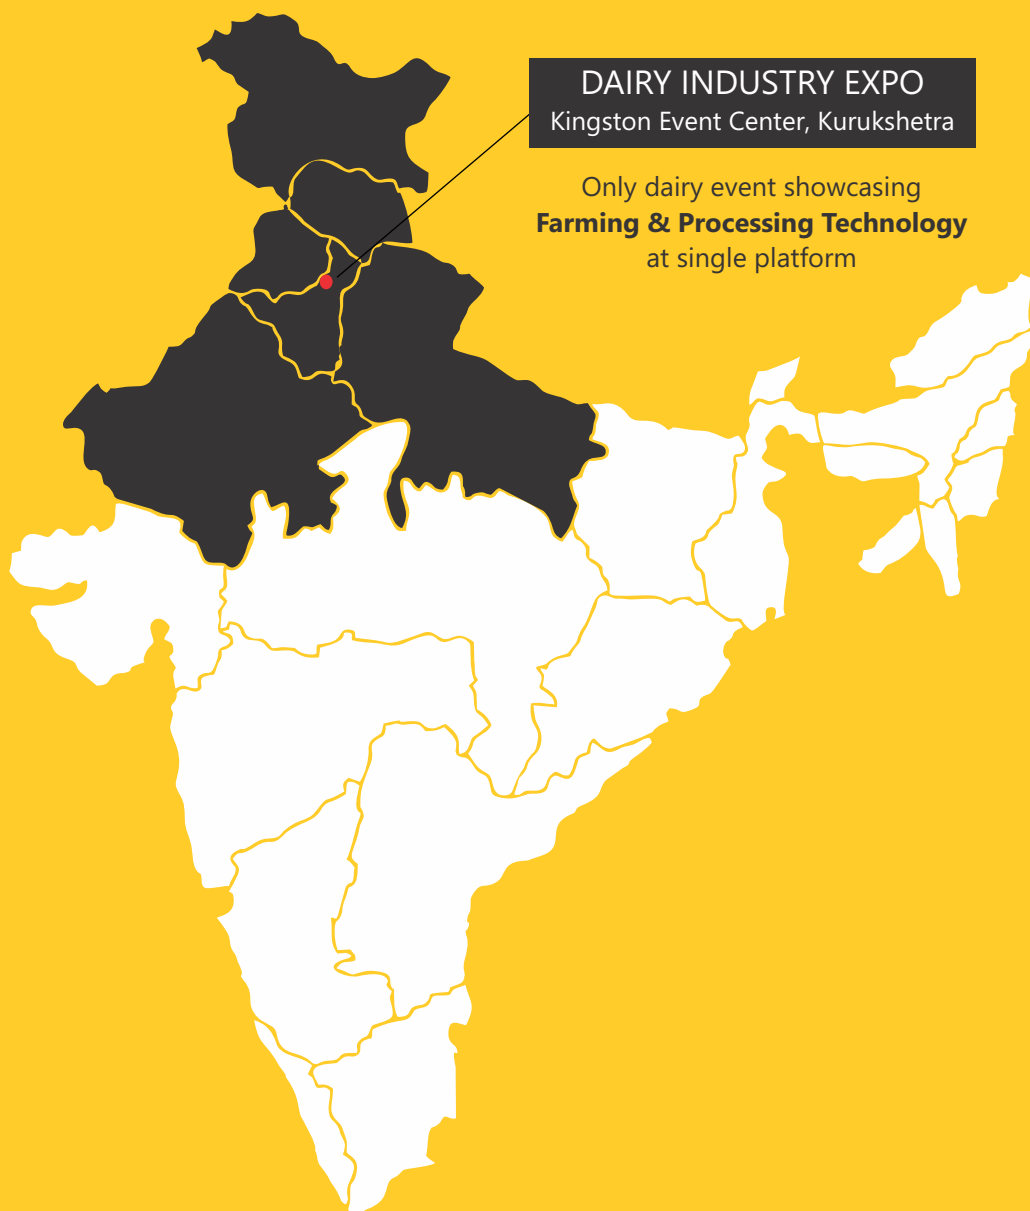 DAIRY INDUSTRY EXPO
Kingston Event Center, Kurukshetra
Only dairy event showcasing
Farming & Processing Technology
at single platform